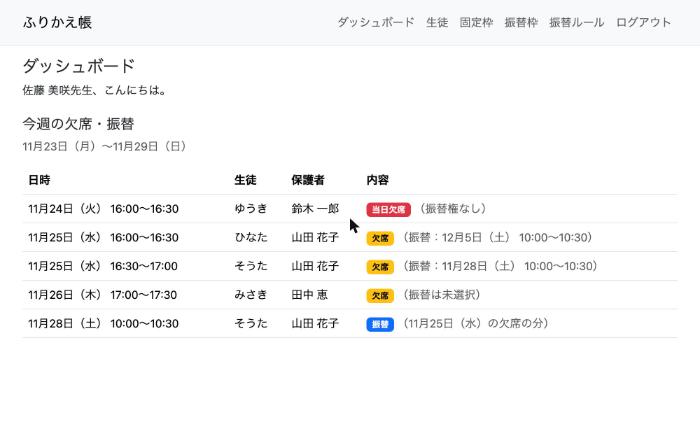 ふりかえ帳 ダッシュボード 生徒 固定枠 振替枠 振替ルール ログアウト
ダッシュボード
佐藤 美咲先生、こんにちは。
今週の欠席・振替
11月23日（月）〜11月29日（日）
日時 生徒 保護者 内容
11月24日（火） 16:00〜16:30 ゆうき 鈴木 一郎 当日欠席 （振替権なし）
11月25日（水） 16:00〜16:30 ひなた 山田 花子 欠席 （振替：12月5日（土） 10:00〜10:30）
11月25日（水） 16:30〜17:00 そうた 山田 花子 欠席 （振替：11月28日（土） 10:00〜10:30）
11月26日（木） 17:00〜17:30 みさき 田中 恵 欠席 （振替は未選択）
11月28日（土） 10:00〜10:30 そうた 山田 花子 振替 （11月25日（水）の欠席の分）